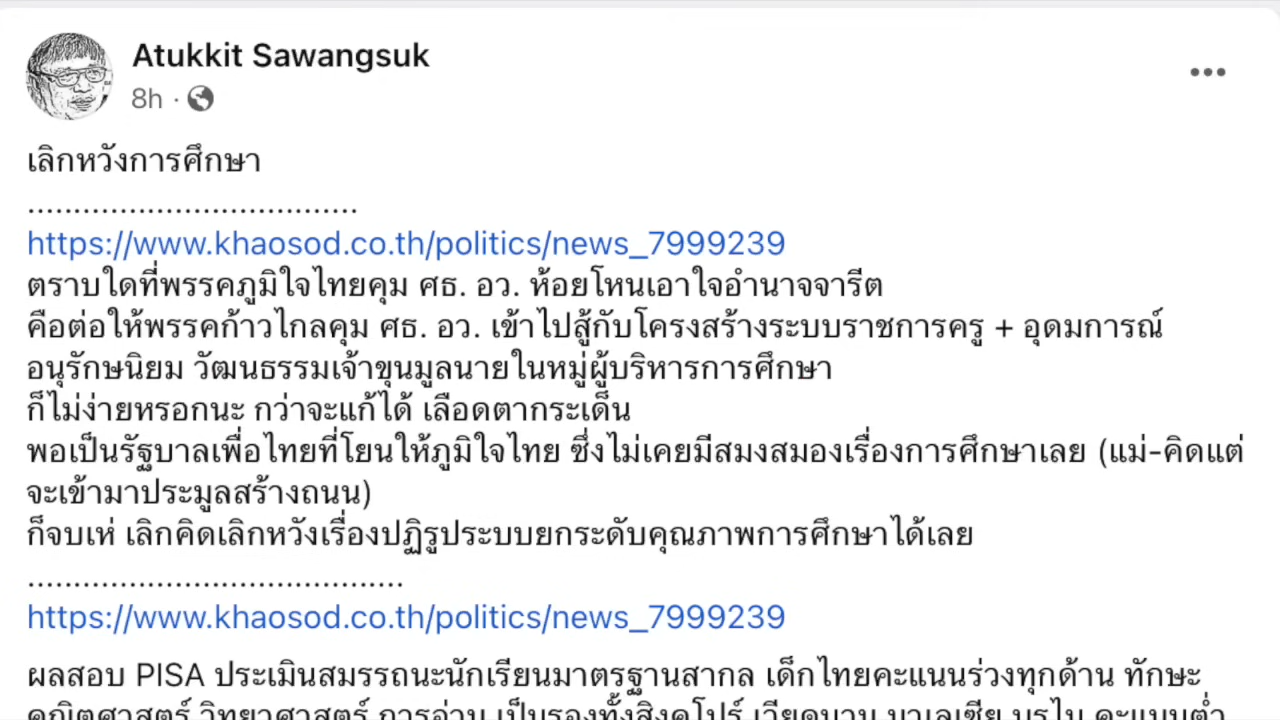 Atukkit Sawangsuk
8h ·
เลิกหวังการศึกษา
....................................
https://www.khaosod.co.th/politics/news_7999239
ตราบใดที่พรรคภูมิใจไทยคุม ศธ. อว. ห้อยโหนเอาใจอำนาจจารีต
คือต่อให้พรรคก้าวไกลคุม ศธ. อว. เข้าไปสู้กับโครงสร้างระบบราชการครู + อุดมการณ์
อนุรักษนิยม วัฒนธรรมเจ้าขุนมูลนายในหมู่ผู้บริหารการศึกษา
ก็ไม่ง่ายหรอกนะ กว่าจะแก้ได้ เลือดตากระเด็น
พอเป็นรัฐบาลเพื่อไทยที่โยนให้ภูมิใจไทย ซึ่งไม่เคยมีสมงสมองเรื่องการศึกษาเลย (แม่-คิดแต่
จะเข้ามาประมูลสร้างถนน)
ก็จบเห่ เลิกคิดเลิกหวังเรื่องปฏิรูประบบยกระดับคุณภาพการศึกษาได้เลย
.........................................
https://www.khaosod.co.th/politics/news_7999239
ผลสอบ PISA ประเมินสมรรถนะนักเรียนมาตรฐานสากล เด็กไทยคะแนนร่วงทุกด้าน ทักษะ
คณิตศาสตร์ วิทยาศาสตร์ การอ่าน เป็นรองทั้งสิงคโปร์ เวียดนาม มาเลเซีย บรูไน คะแนนต่ำ